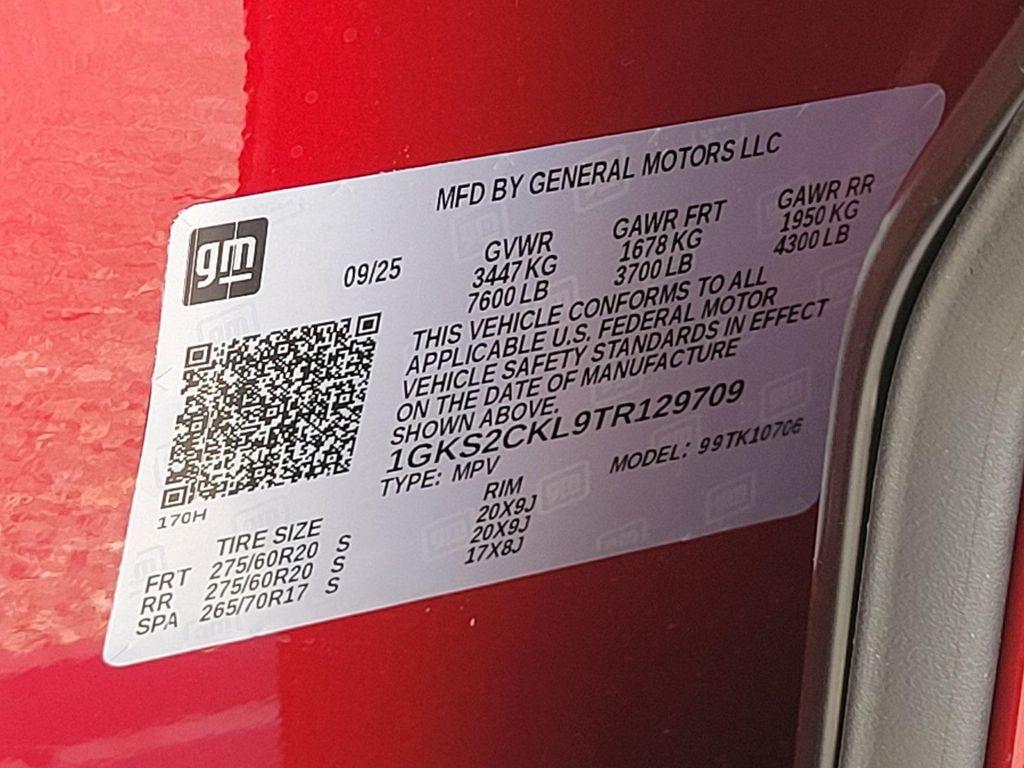 MFD BY GENERAL MOTORS LLC
gm
09/25
GVWR GAWR FRT GAWR RR
3447 KG 1678 KG 1950 KG
7600 LB 3700 LB 4300 LB
THIS VEHICLE CONFORMS TO ALL
APPLICABLE U.S. FEDERAL MOTOR
VEHICLE SAFETY STANDARDS IN EFFECT
ON THE DATE OF MANUFACTURE
SHOWN ABOVE.
1GKS2CKL9TR129709
TYPE: MPV MODEL: 99TK10706
170H
TIRE SIZE RIM
FRT 275/60R20 S 20X9J
RR 275/60R20 S 20X9J
SPA 265/70R17 S 17X8J